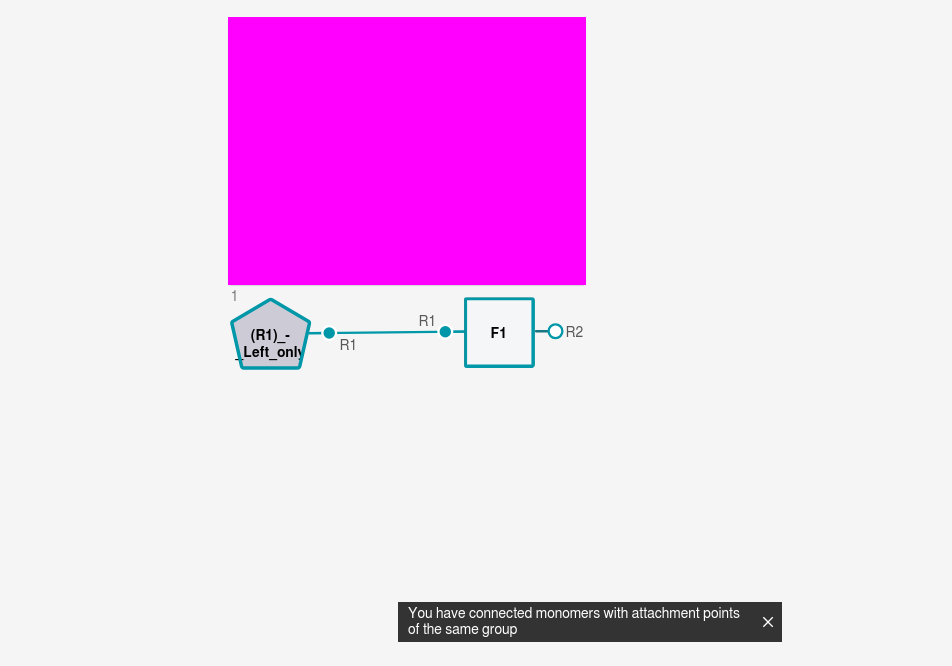 1
(R1)_-
_Left_only
R1
R1
F1
R2
You have connected monomers with attachment points
of the same group